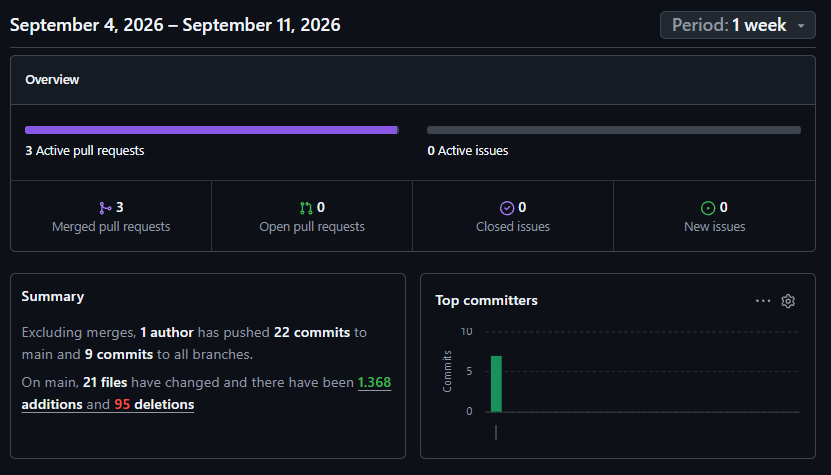 September 4, 2026 – September 11, 2026
Period: 1 week
Overview
3 Active pull requests
0 Active issues
3
Merged pull requests
0
Open pull requests
0
Closed issues
0
New issues
Summary
Excluding merges, 1 author has pushed 22 commits to
main and 9 commits to all branches.
On main, 21 files have changed and there have been 1.368
additions and 95 deletions
Top committers
Commits
10
5
0